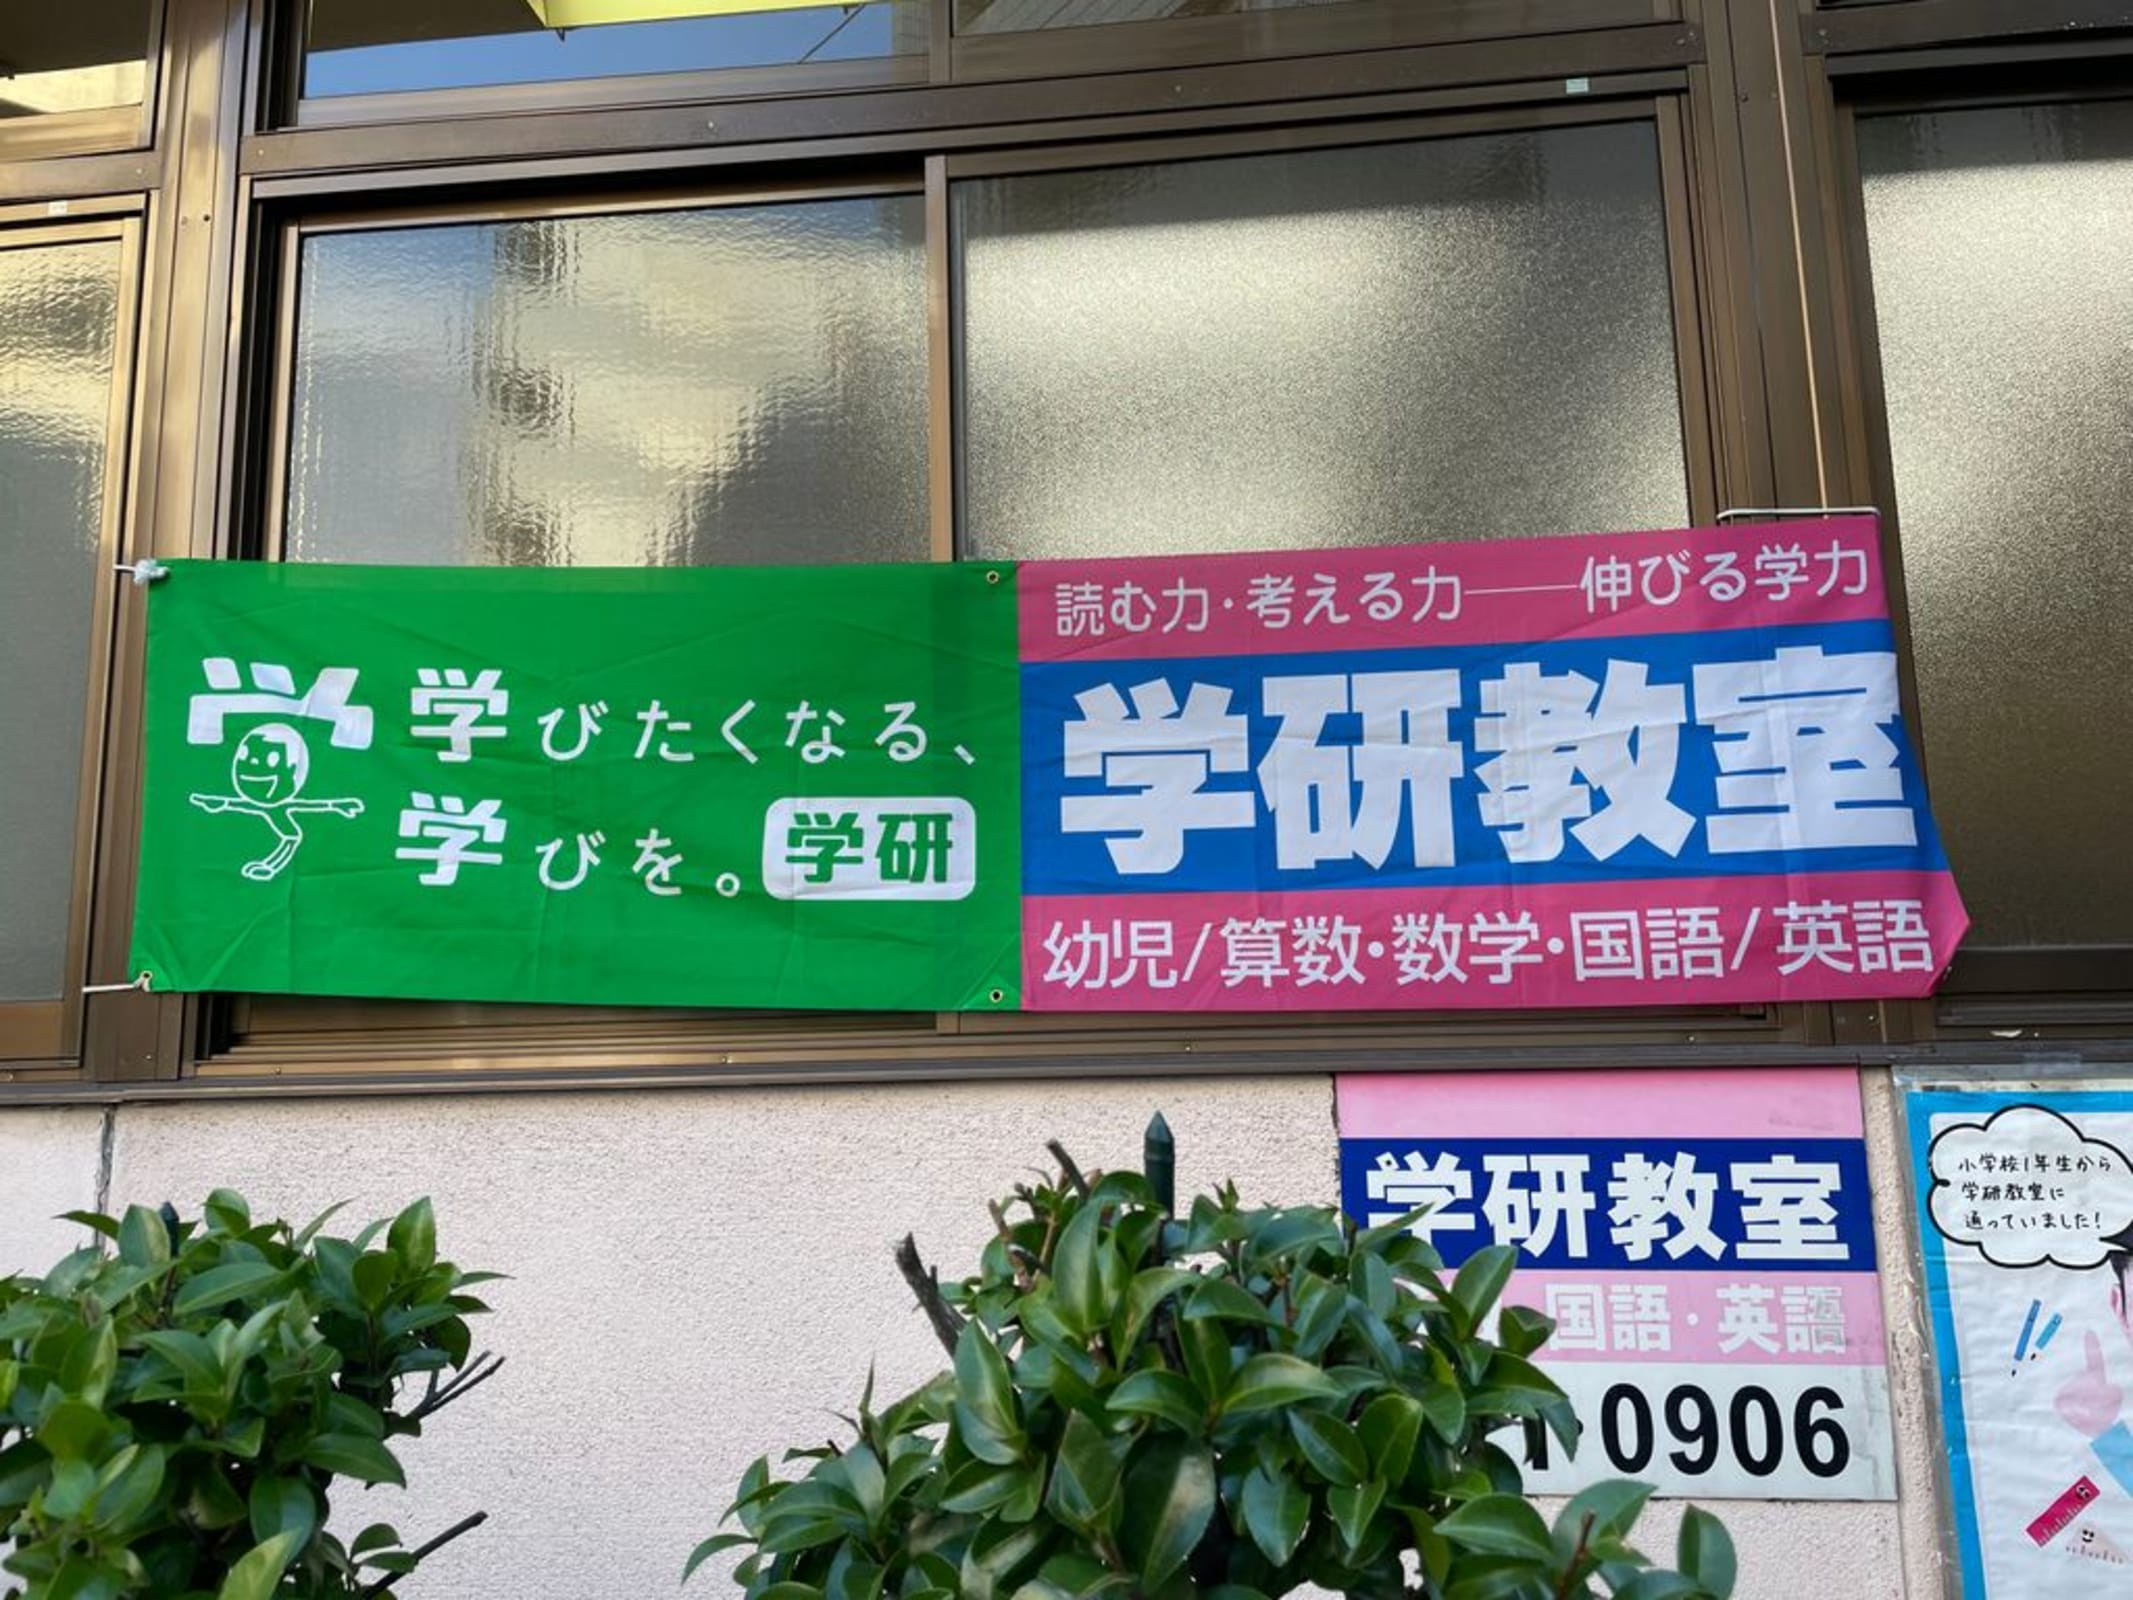 学びたくなる、
学びを。学研
読む力・考える力──伸びる学力
学研教室
幼児/算数・数学・国語/英語
学研教室
国語・英語
0906
小学校1年生から
学研教室に
通っていました!